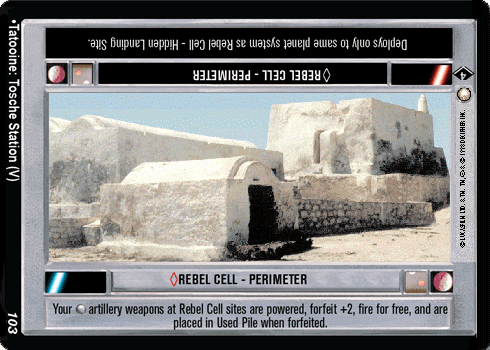 Deploys only to same planet system as Rebel Cell - Hidden Landing Site.
◊REBEL CELL - PERIMETER
•Tatooine: Tosche Station (V)
4
◊REBEL CELL - PERIMETER
Your artillery weapons at Rebel Cell sites are powered, forfeit +2, fire for free, and are
placed in Used Pile when forfeited.
103